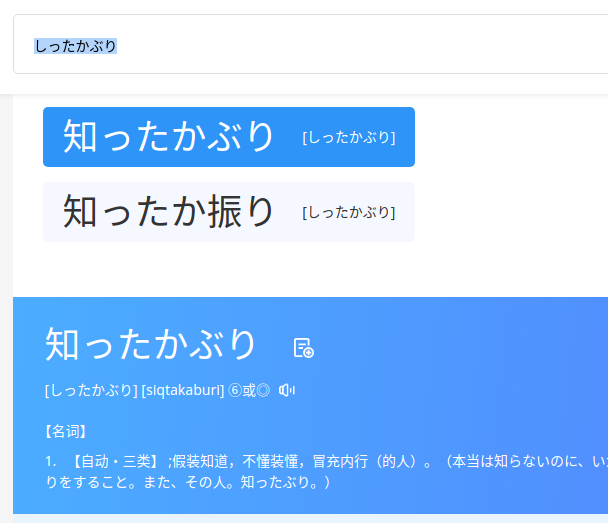 しったかぶり
知ったかぶり [しったかぶり]
知ったか振り [しったかぶり]
知ったかぶり
[しったかぶり] [siqtakaburi] ⑥或◎
【名词】
1. 【自动・三类】 ;假装知道，不懂装懂，冒充内行（的人）。（本当は知らないのに、い
りをすること。また、その人。知ったぶり。）